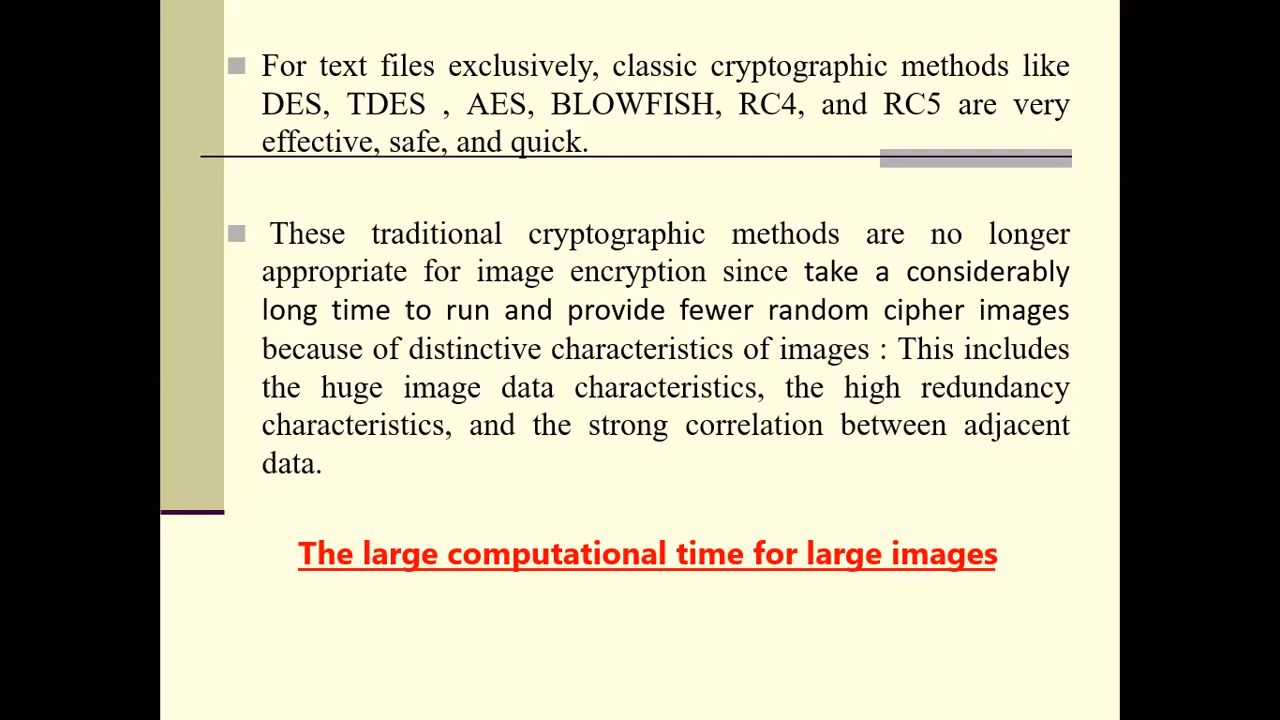 For text files exclusively, classic cryptographic methods like
DES, TDES , AES, BLOWFISH, RC4, and RC5 are very
effective, safe, and quick.
These traditional cryptographic methods are no longer
appropriate for image encryption since take a considerably
long time to run and provide fewer random cipher images
because of distinctive characteristics of images : This includes
the huge image data characteristics, the high redundancy
characteristics, and the strong correlation between adjacent
data.
The large computational time for large images